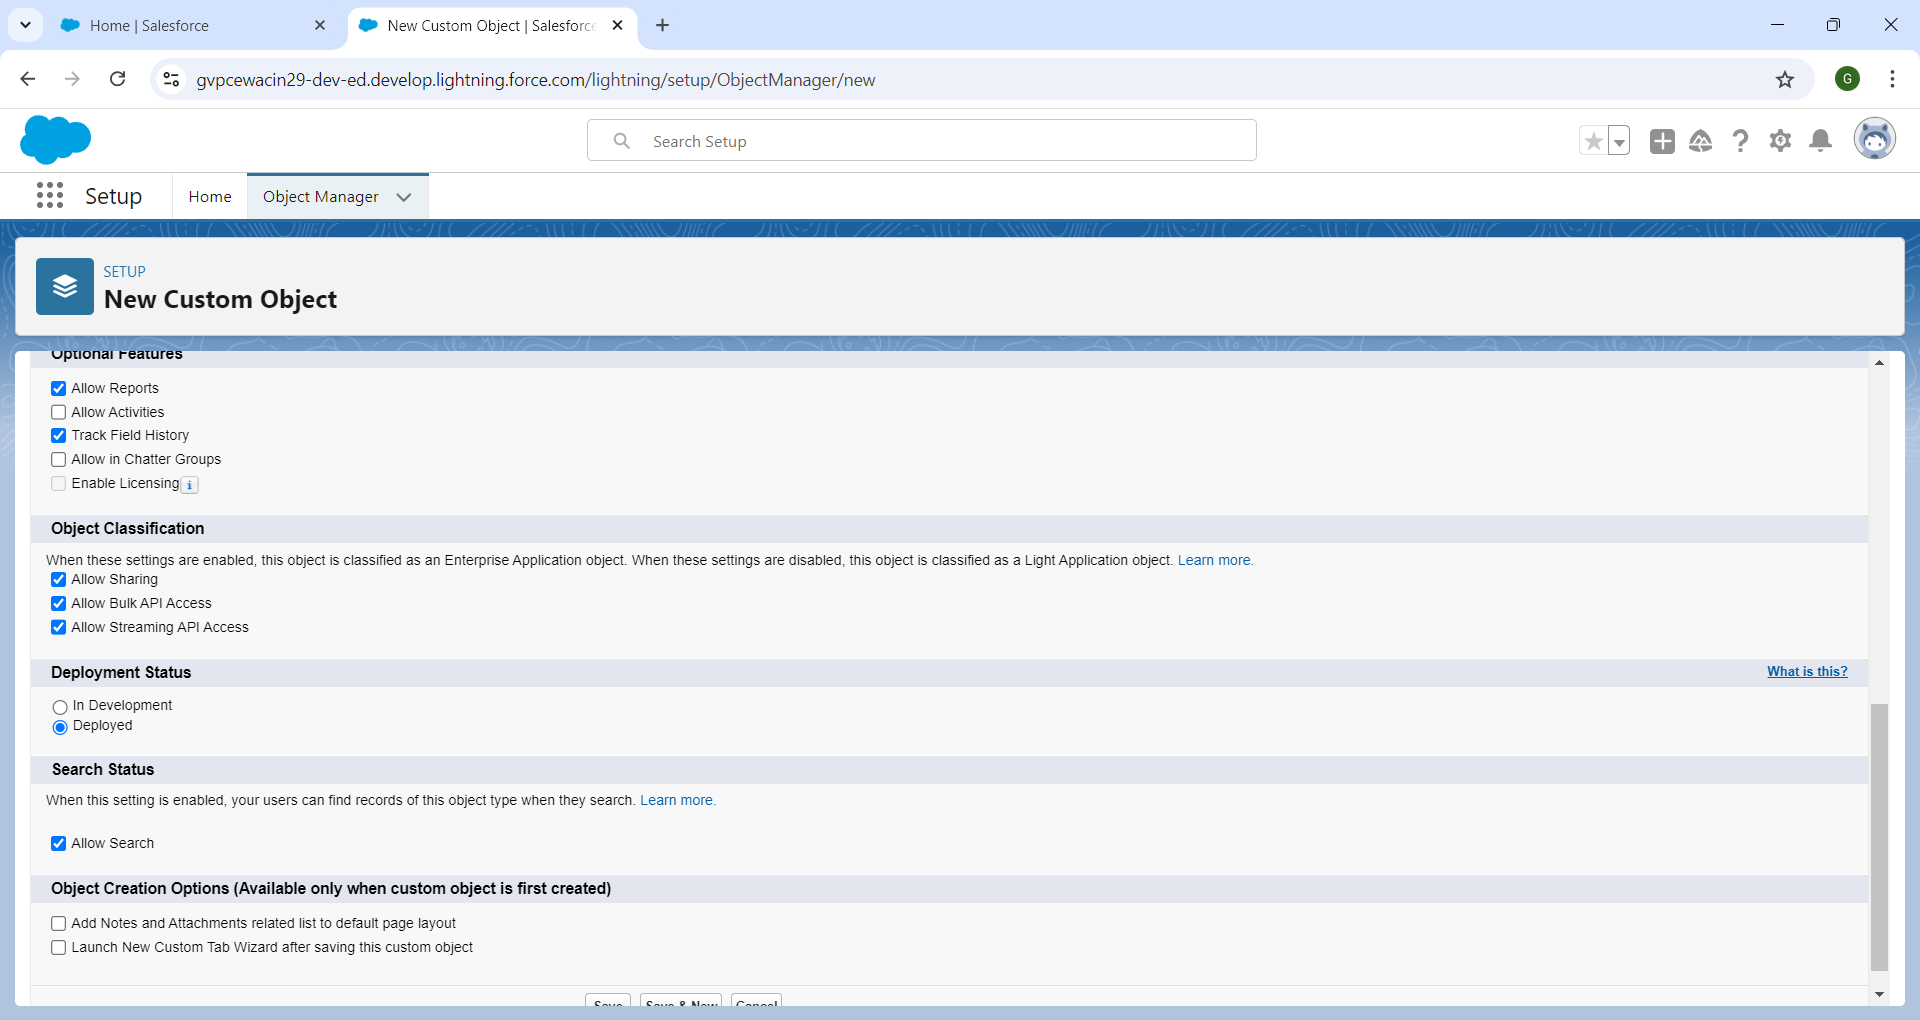 Home | Salesforce
New Custom Object | Salesforce
gvpcewacin29-dev-ed.develop.lightning.force.com/lightning/setup/ObjectManager/new
G
Search Setup
Setup
Home
Object Manager
SETUP
New Custom Object
Optional Features
Allow Reports
Allow Activities
Track Field History
Allow in Chatter Groups
Enable Licensing i
Object Classification
When these settings are enabled, this object is classified as an Enterprise Application object. When these settings are disabled, this object is classified as a Light Application object. Learn more.
Allow Sharing
Allow Bulk API Access
Allow Streaming API Access
Deployment Status
What is this?
In Development
Deployed
Search Status
When this setting is enabled, your users can find records of this object type when they search. Learn more.
Allow Search
Object Creation Options (Available only when custom object is first created)
Add Notes and Attachments related list to default page layout
Launch New Custom Tab Wizard after saving this custom object
Save
Save & New
Cancel